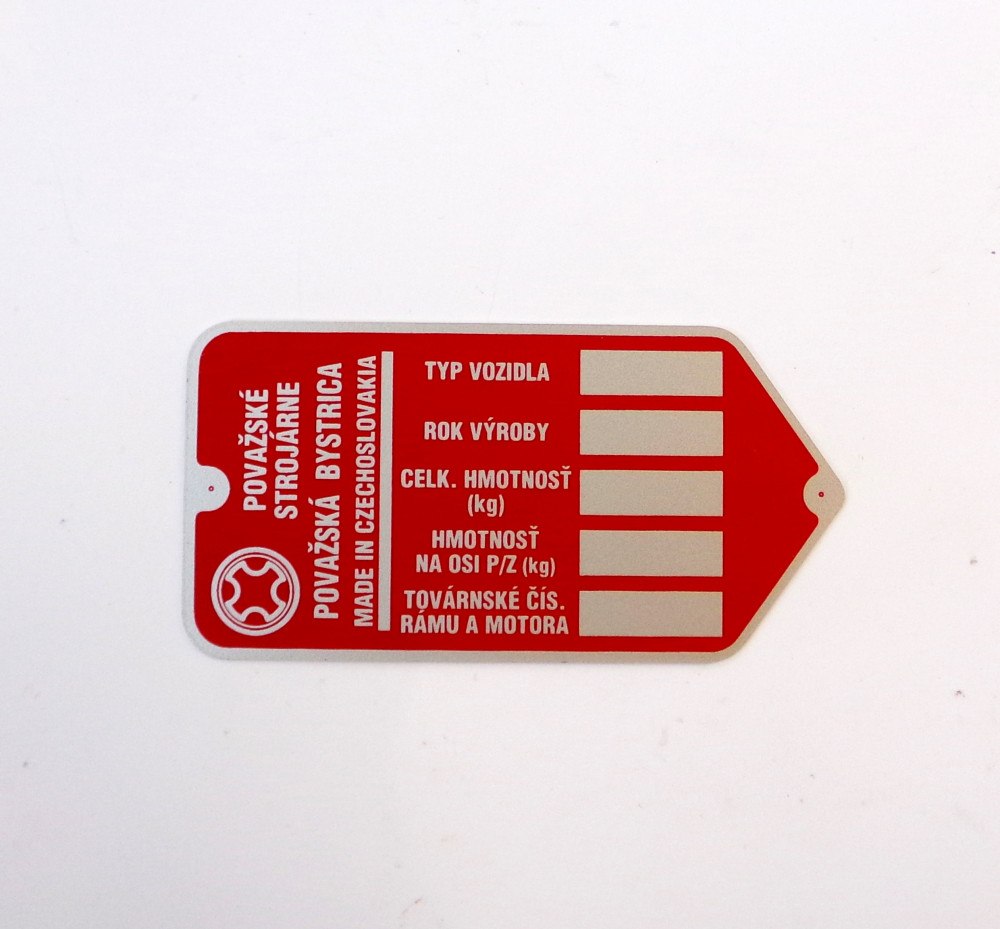 POVAŽSKÉ
STROJÁRNE
POVAŽSKÁ BYSTRICA
MADE IN CZECHOSLOVAKIA
TYP VOZIDLA
ROK VÝROBY
CELK. HMOTNOSŤ
(kg)
HMOTNOSŤ
NA OSI P/Z (kg)
TOVÁRNSKÉ ČÍS.
RÁMU A MOTORA